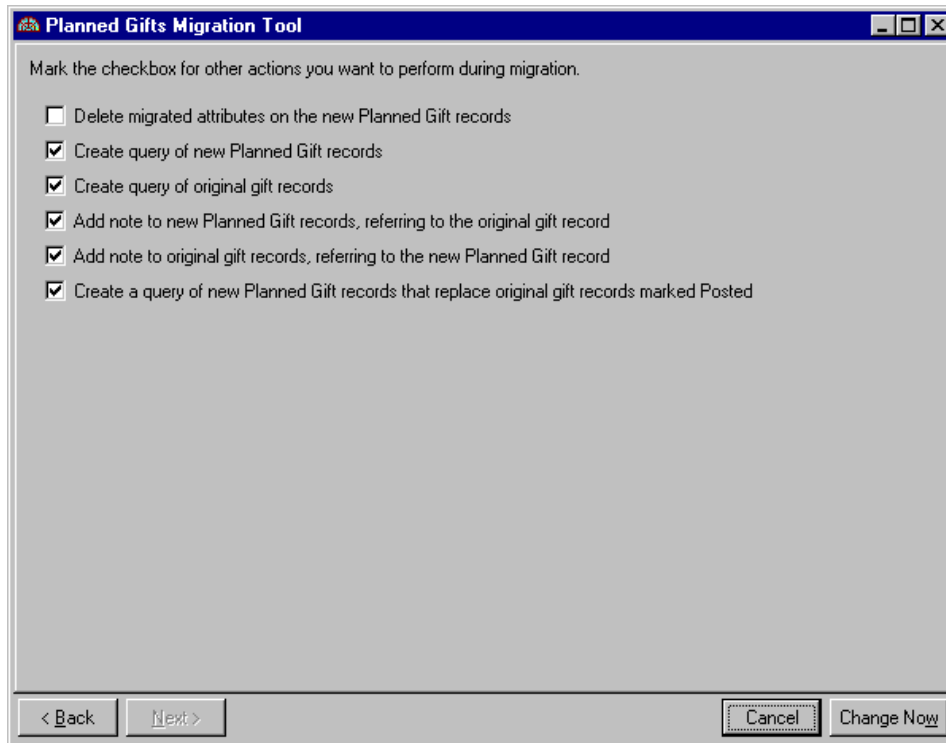 Planned Gifts Migration Tool
Mark the checkbox for other actions you want to perform during migration.
Delete migrated attributes on the new Planned Gift records
Create query of new Planned Gift records
Create query of original gift records
Add note to new Planned Gift records, referring to the original gift record
Add note to original gift records, referring to the new Planned Gift record
Create a query of new Planned Gift records that replace original gift records marked Posted
< Back Next > Cancel Change Now